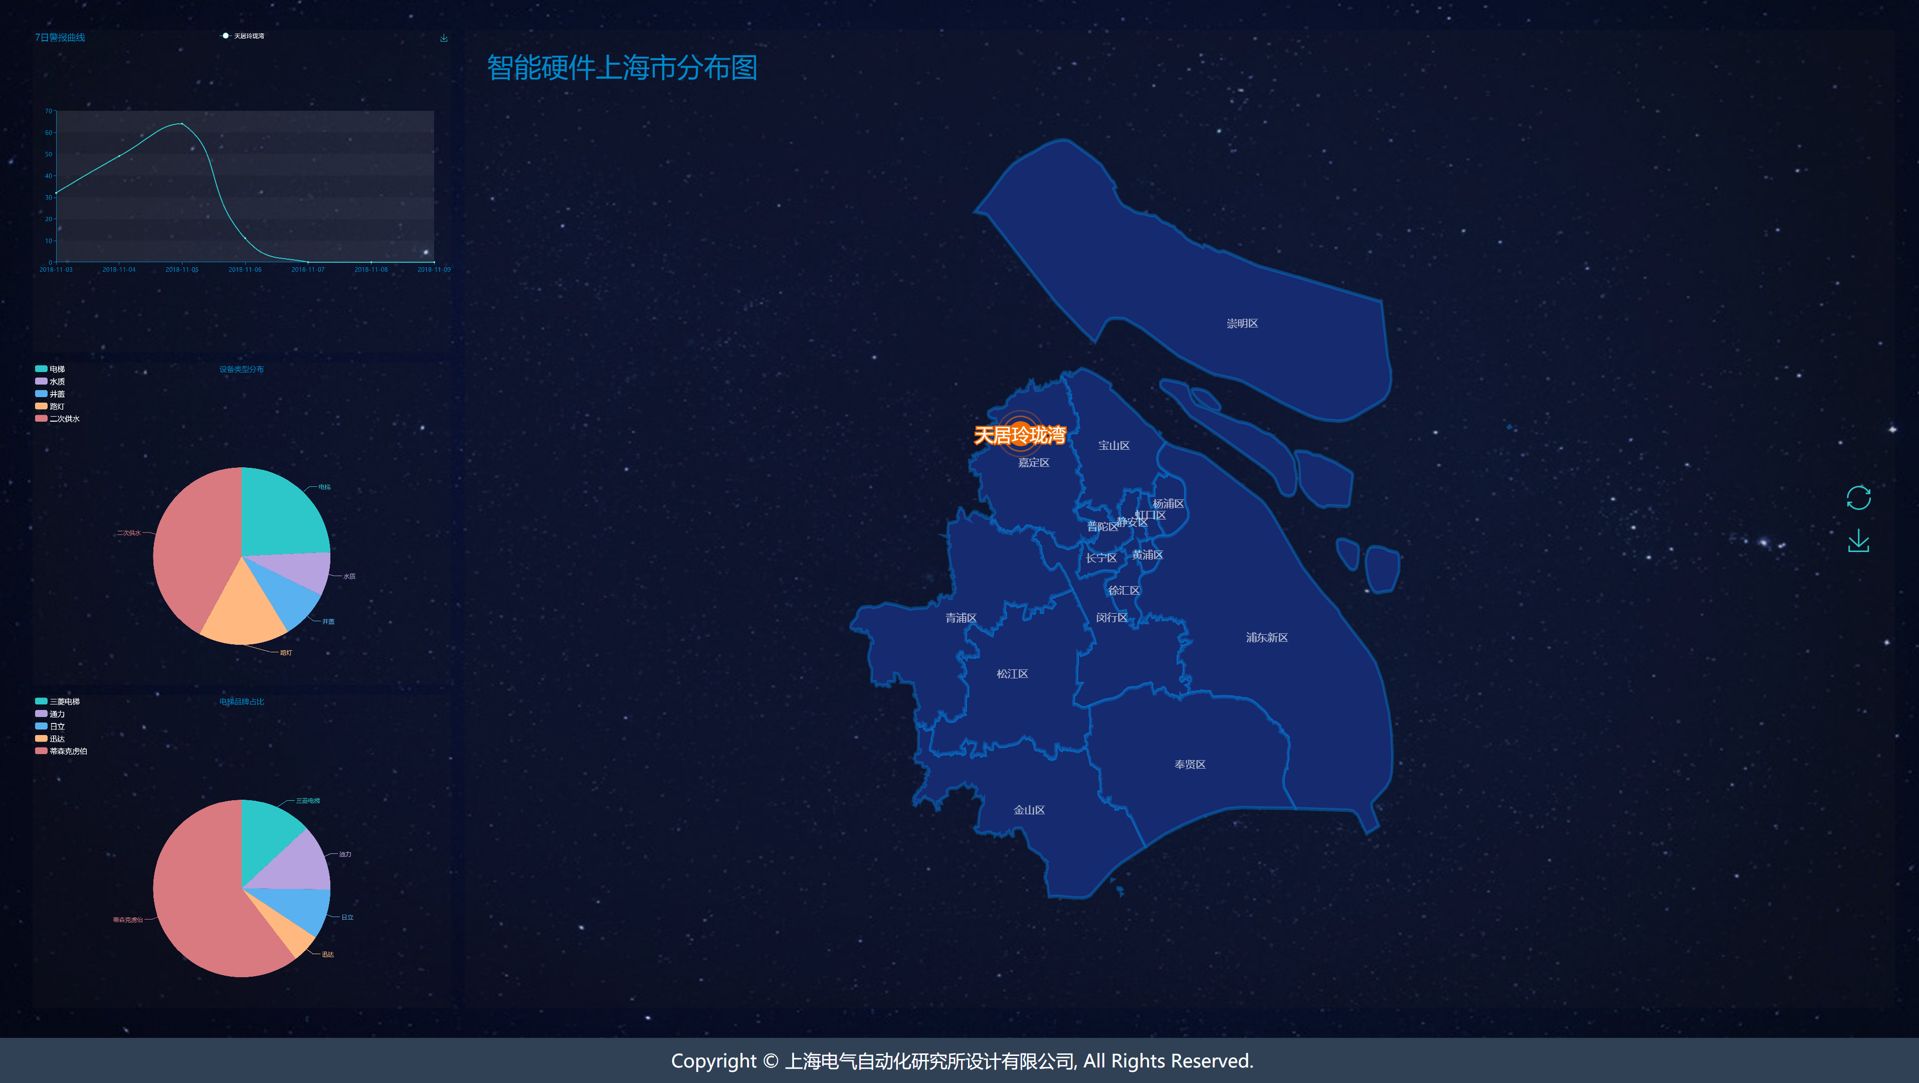 7日警报曲线
天居玲珑湾
70
60
50
40
30
20
10
0
2018-11-03 2018-11-04 2018-11-05 2018-11-06 2018-11-07 2018-11-08 2018-11-09
设备类型分布
电梯
水质
井盖
路灯
二次供水
电梯
二次供水
水质
井盖
路灯
电梯品牌占比
三菱电梯
通力
日立
迅达
蒂森克虏伯
三菱电梯
通力
蒂森克虏伯
日立
迅达
智能硬件上海市分布图
崇明区
天居玲珑湾
宝山区
嘉定区
杨浦区
虹口区
静安区
普陀区
黄浦区
长宁区
徐汇区
青浦区
闵行区
浦东新区
松江区
奉贤区
金山区
Copyright © 上海电气自动化研究所设计有限公司, All Rights Reserved.